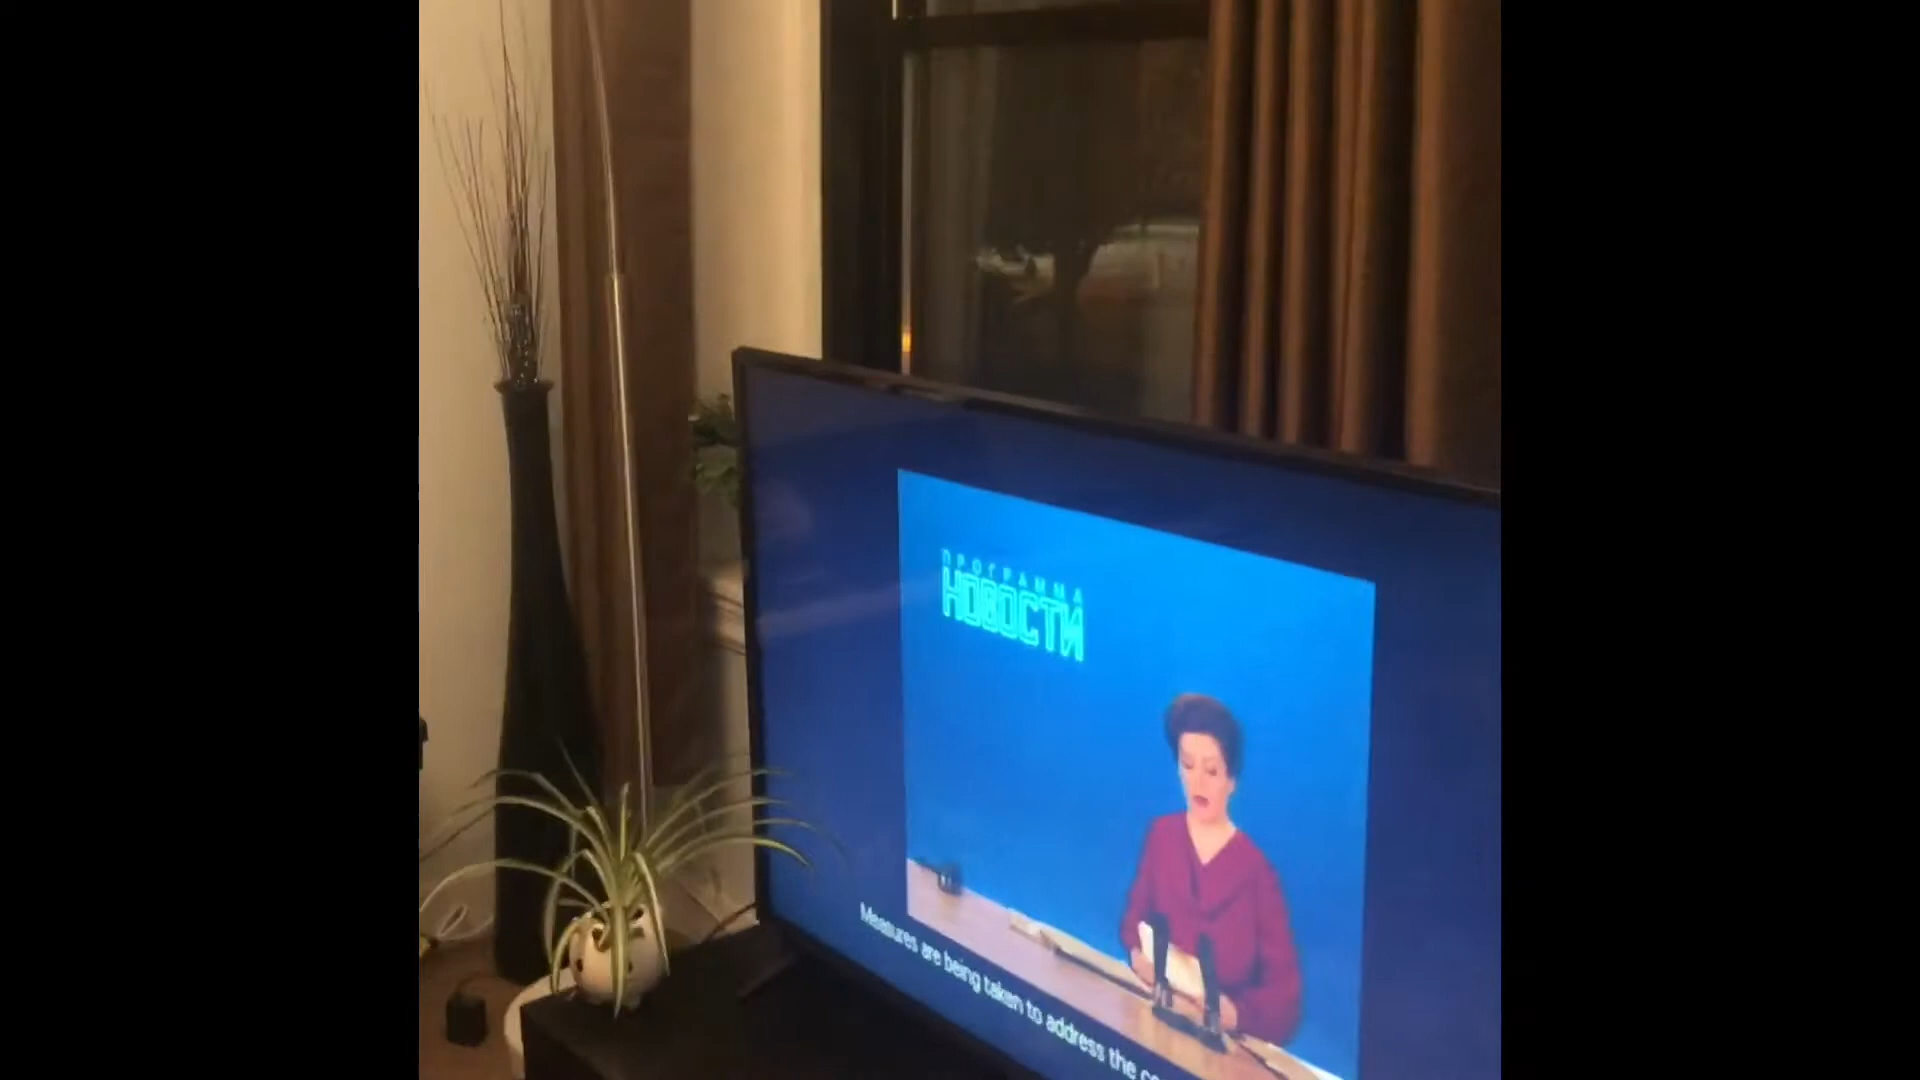 ПРОГРАММА
НОВОСТИ
Measures are being taken to address the